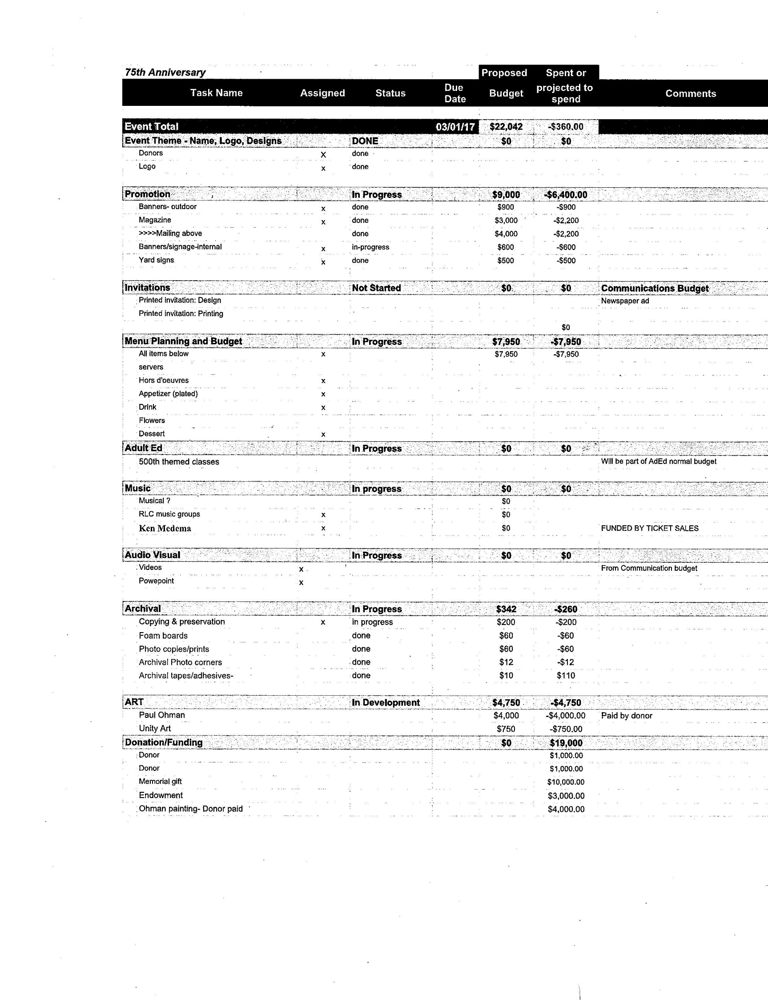 75th Anniversary Proposed Spent or
Task Name Assigned Status Due Date Budget projected to spend Comments
Event Total 03/01/17 $22,042 -$360.00
Event Theme - Name, Logo, Designs DONE $0 $0
Donors X done
Logo x done
Promotion In Progress $9,000 -$6,400.00
Banners- outdoor x done $900 -$900
Magazine x done $3,000 -$2,200
>>>>Mailing above done $4,000 -$2,200
Banners/signage-internal x in-progress $600 -$600
Yard signs x done $500 -$500
Invitations Not Started $0 $0 Communications Budget
Printed invitation: Design Newspaper ad
Printed invitation: Printing
$0
Menu Planning and Budget In Progress $7,950 -$7,950
All items below x $7,950 -$7,950
servers
Hors d'oeuvres x
Appetizer (plated) x
Drink x
Flowers
Dessert x
Adult Ed In Progress $0 $0
500th themed classes Will be part of AdEd normal budget
Music In progress $0 $0
Musical ? $0
RLC music groups x $0
Ken Medema x $0 FUNDED BY TICKET SALES
Audio Visual In Progress $0 $0
Videos x From Communication budget
Powepoint x
Archival In Progress $342 -$260
Copying & preservation x in progress $200 -$200
Foam boards done $60 -$60
Photo copies/prints done $60 -$60
Archival Photo corners done $12 -$12
Archival tapes/adhesives- done $10 $110
ART In Development $4,750 -$4,750
Paul Ohman $4,000 -$4,000.00 Paid by donor
Unity Art $750 -$750.00
Donation/Funding $0 $19,000
Donor $1,000.00
Donor $1,000.00
Memorial gift $10,000.00
Endowment $3,000.00
Ohman painting- Donor paid $4,000.00